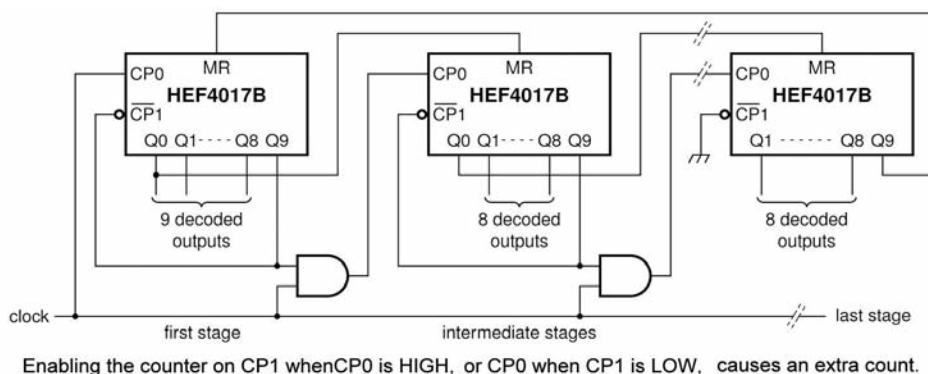 MR
MR
MR
CP0
CP0
CP0
HEF4017B
HEF4017B
HEF4017B
CP1
CP1
CP1
Q0 Q1 - - - - Q8 Q9
Q0 Q1 - - - - Q8 Q9
Q1 - - - - - - Q8 Q9
9 decoded
outputs
8 decoded
outputs
8 decoded
outputs
clock
last stage
first stage
intermediate stages
Enabling the counter on CP1 whenCP0 is HIGH, or CP0 when CP1 is LOW, causes an extra count.